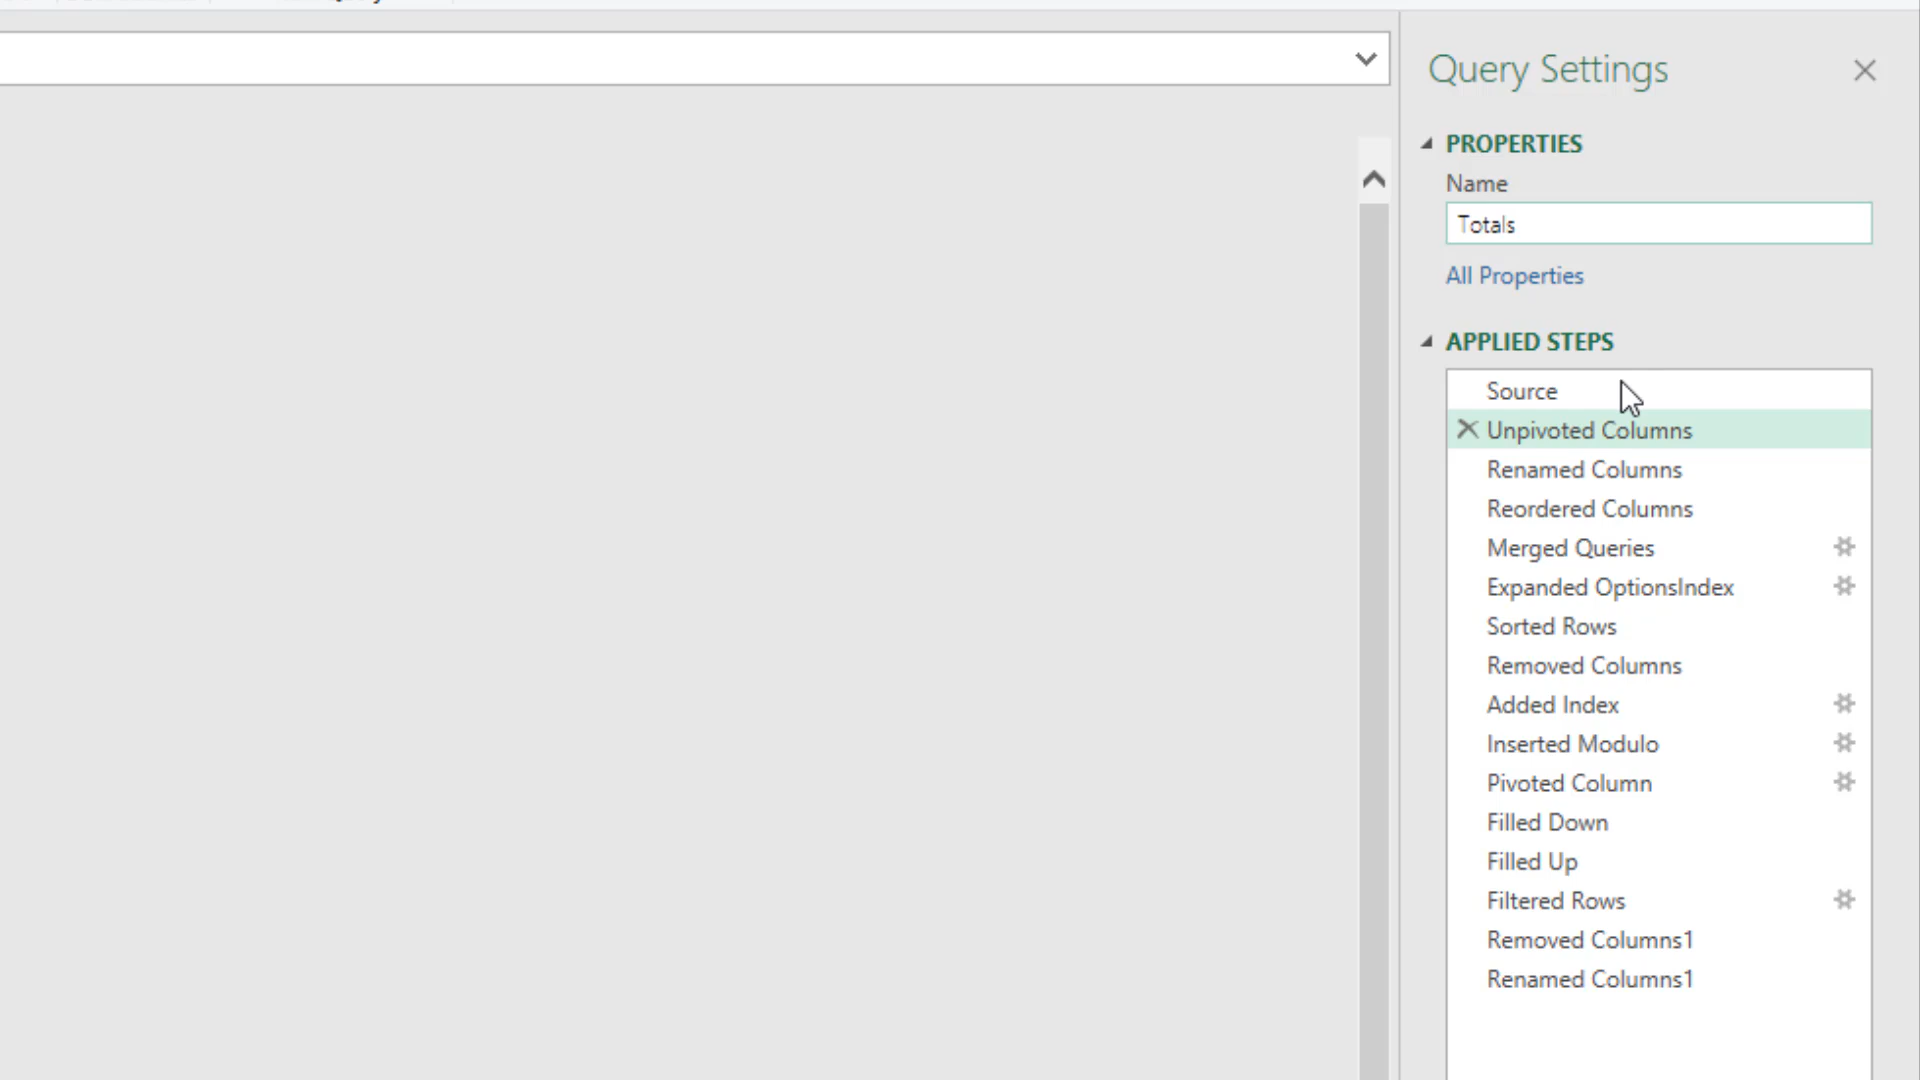 Query Settings
PROPERTIES
Name
Totals
All Properties
APPLIED STEPS
Source
Unpivoted Columns
Renamed Columns
Reordered Columns
Merged Queries
Expanded OptionsIndex
Sorted Rows
Removed Columns
Added Index
Inserted Modulo
Pivoted Column
Filled Down
Filled Up
Filtered Rows
Removed Columns1
Renamed Columns1